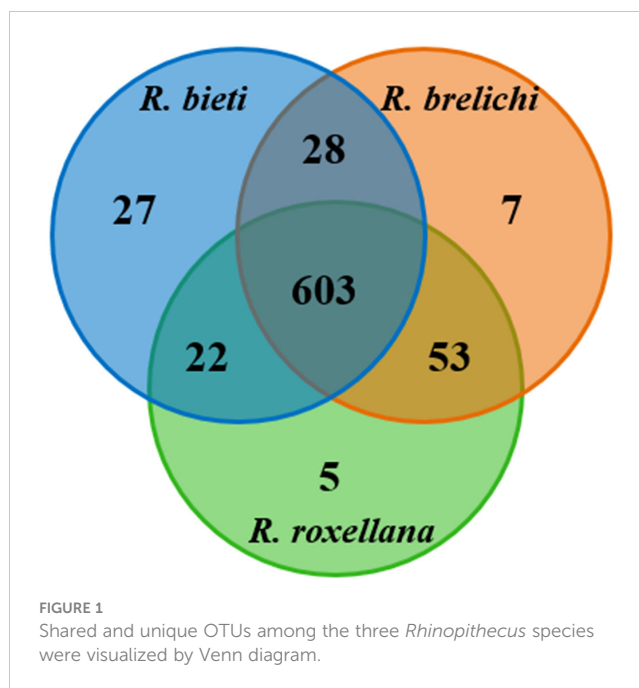 R. bieti R. brelichi
28
27 7
603
22 53
5
R. roxellana
FIGURE 1
Shared and unique OTUs among the three Rhinopithecus species
were visualized by Venn diagram.